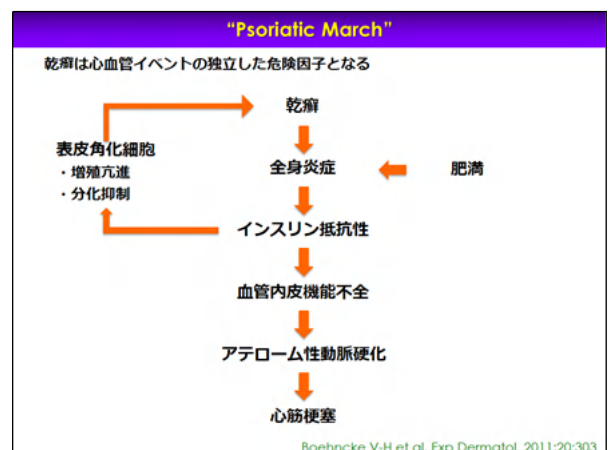 “Psoriatic March”
乾癬は心血管イベントの独立した危険因子となる
乾癬
表皮角化細胞
・増殖亢進
・分化抑制
全身炎症
肥満
インスリン抵抗性
血管内皮機能不全
アテローム性動脈硬化
心筋梗塞
Boehncke V-H et al. Exp Dermatol, 2011;20:303